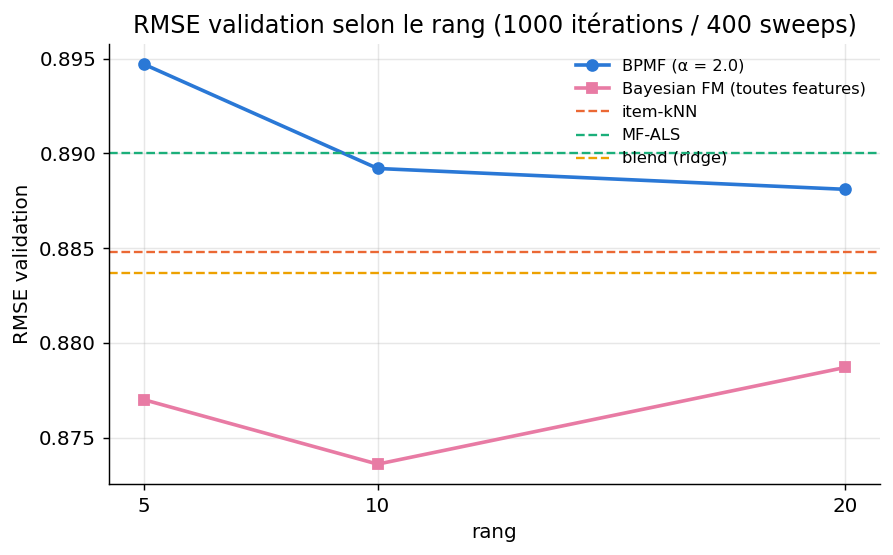 RMSE validation selon le rang (1000 itérations / 400 sweeps)
BPMF (α = 2.0)
Bayesian FM (toutes features)
item-kNN
MF-ALS
blend (ridge)
RMSE validation
0.895
0.890
0.885
0.880
0.875
5
10
20
rang